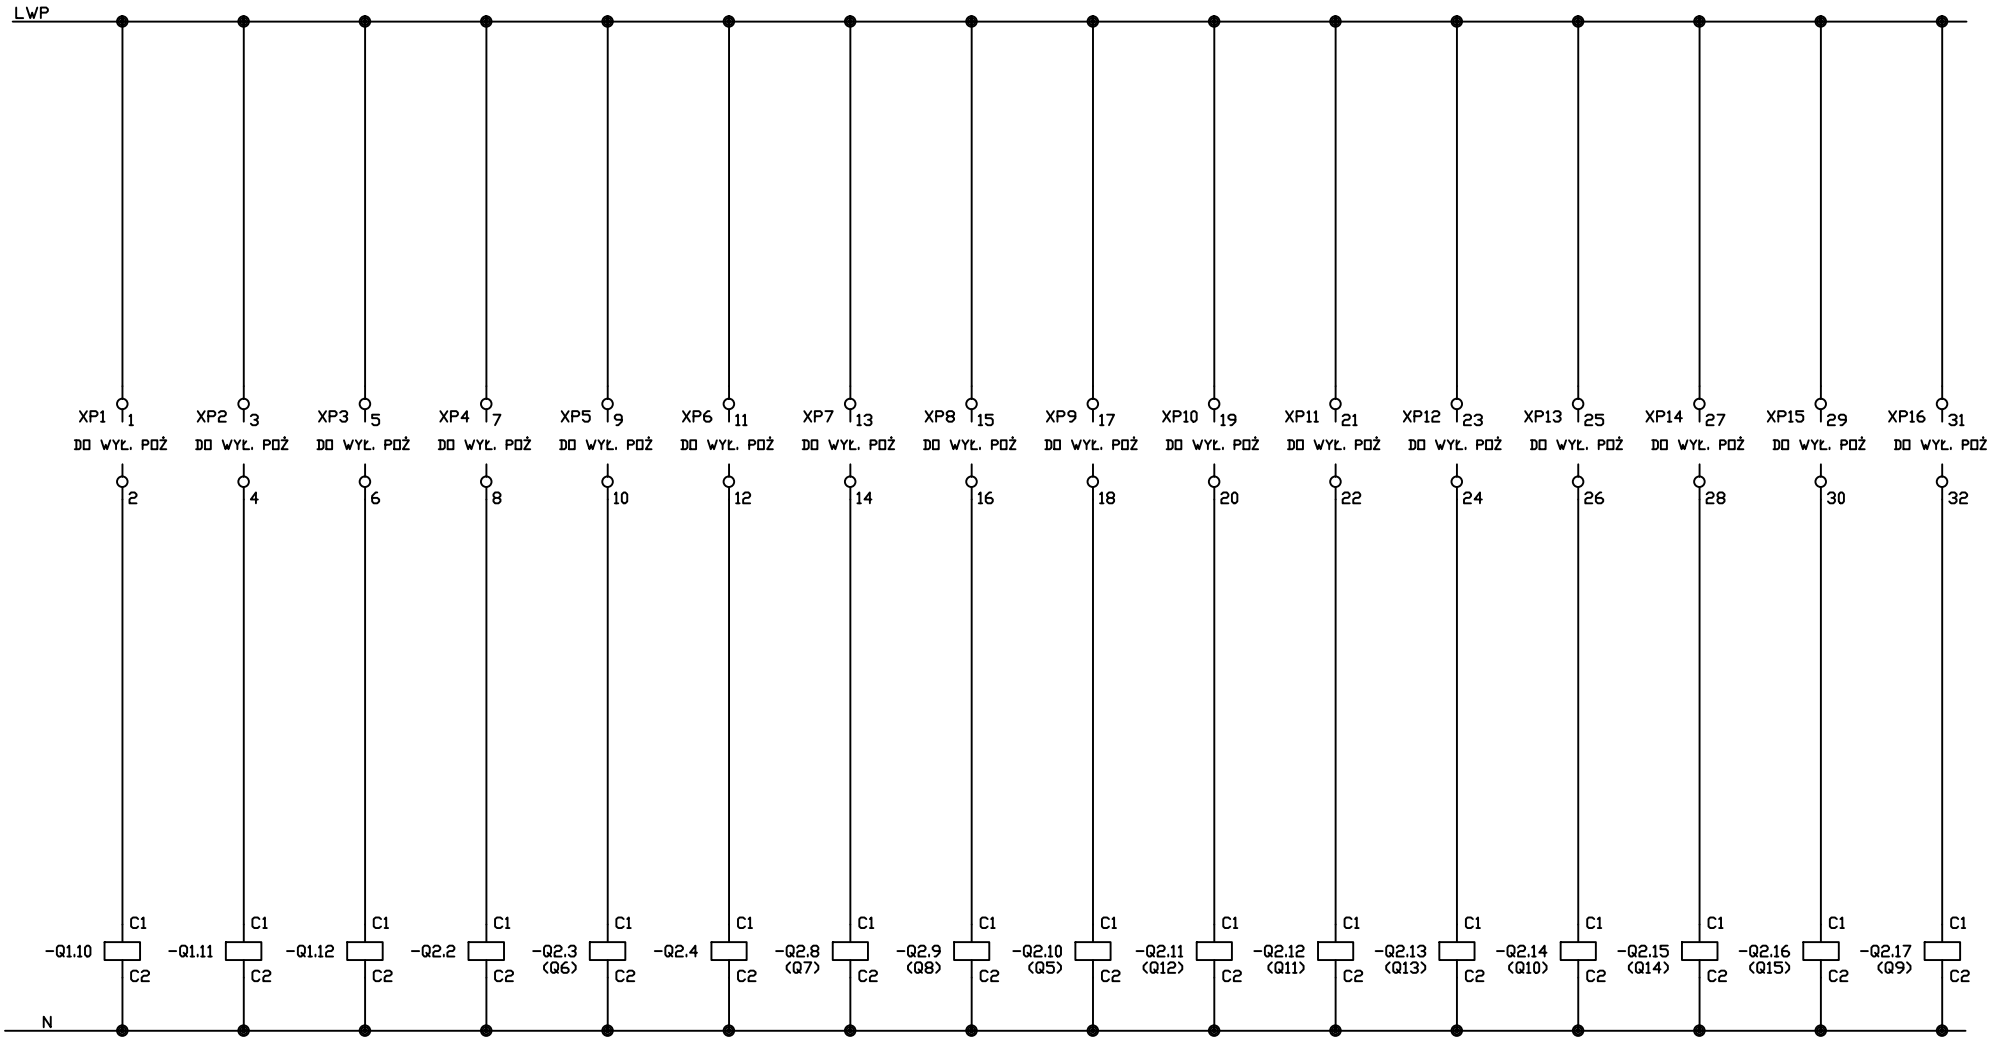 LWP
XP1 1 XP2 3 XP3 5 XP4 7 XP5 9 XP6 11 XP7 13 XP8 15 XP9 17 XP10 19 XP11 21 XP12 23 XP13 25 XP14 27 XP15 29 XP16 31
DO WYŁ. POŻ DO WYŁ. POŻ DO WYŁ. POŻ DO WYŁ. POŻ DO WYŁ. POŻ DO WYŁ. POŻ DO WYŁ. POŻ DO WYŁ. POŻ DO WYŁ. POŻ DO WYŁ. POŻ DO WYŁ. POŻ DO WYŁ. POŻ DO WYŁ. POŻ DO WYŁ. POŻ DO WYŁ. POŻ DO WYŁ. POŻ
2 4 6 8 10 12 14 16 18 20 22 24 26 28 30 32
C1 C1 C1 C1 C1 C1 C1 C1 C1 C1 C1 C1 C1 C1 C1 C1
-Q1.10 -Q1.11 -Q1.12 -Q2.2 -Q2.3 -Q2.4 -Q2.8 -Q2.9 -Q2.10 -Q2.11 -Q2.12 -Q2.13 -Q2.14 -Q2.15 -Q2.16 -Q2.17
(Q6) (Q7) (Q8) (Q5) (Q12) (Q11) (Q13) (Q10) (Q14) (Q15) (Q9)
C2 C2 C2 C2 C2 C2 C2 C2 C2 C2 C2 C2 C2 C2 C2 C2
N